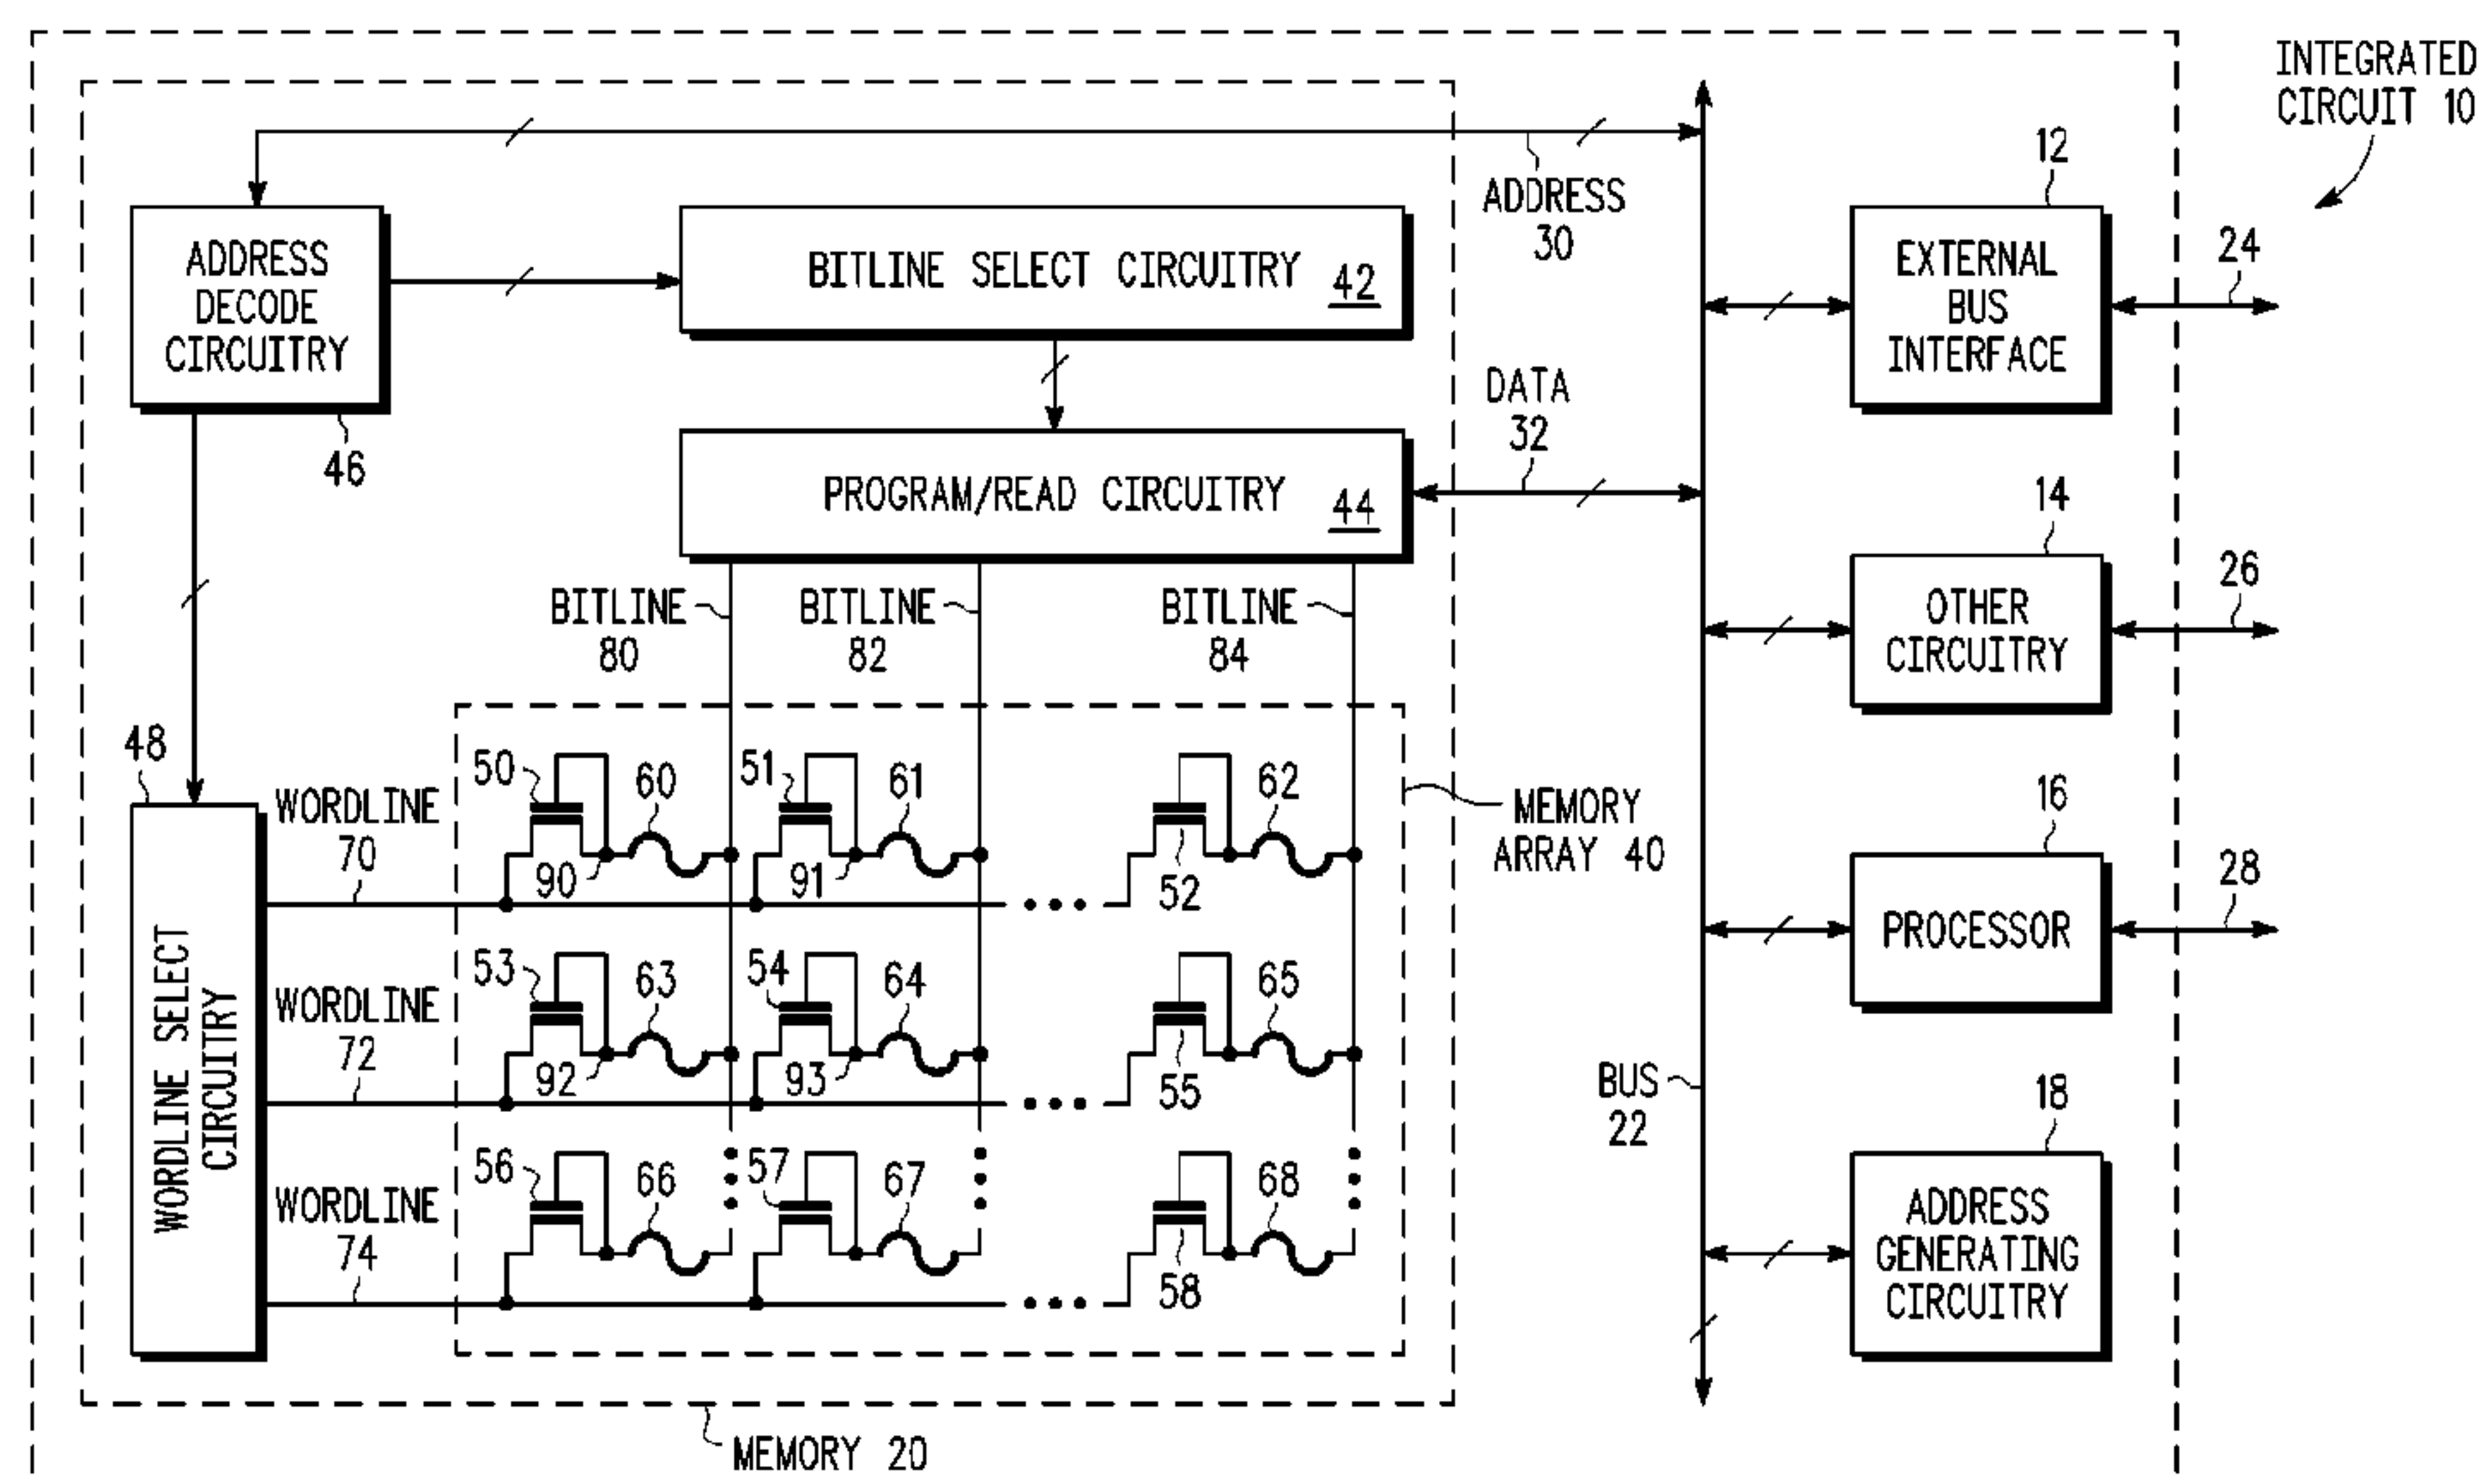 INTEGRATED
CIRCUIT 10
12
ADDRESS
30
ADDRESS
DECODE
CIRCUITRY
46
BITLINE SELECT CIRCUITRY 42
EXTERNAL
BUS
INTERFACE
24
DATA
32
PROGRAM/READ CIRCUITRY 44
14
OTHER
CIRCUITRY
26
BITLINE
80
BITLINE
82
BITLINE
84
48
WORDLINE SELECT
CIRCUITRY
WORDLINE
70
50
60
90
51
61
91
62
52
MEMORY
ARRAY 40
16
PROCESSOR
28
WORDLINE
72
53
63
92
54
64
93
65
55
BUS
22
18
ADDRESS
GENERATING
CIRCUITRY
WORDLINE
74
56
66
57
67
68
58
MEMORY 20